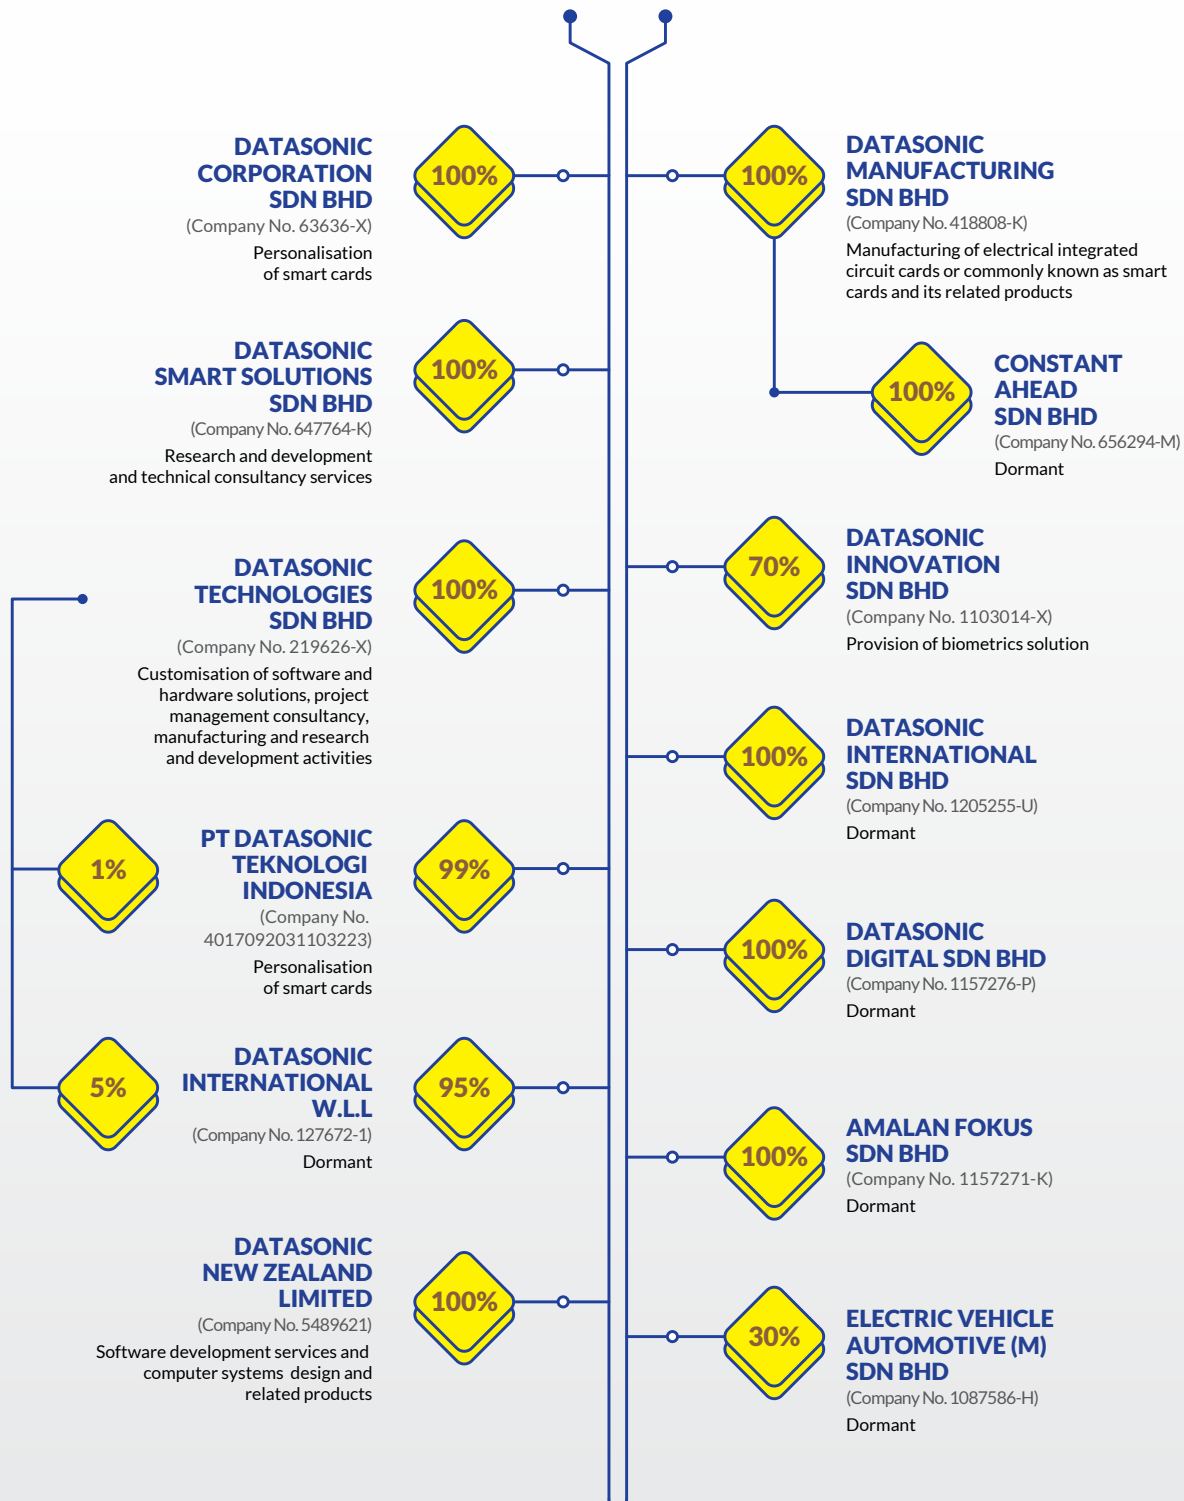 DATASONIC
CORPORATION
SDN BHD
(Company No. 63636-X)
Personalisation
of smart cards
100%
DATASONIC
SMART SOLUTIONS
SDN BHD
(Company No. 647764-K)
Research and development
and technical consultancy services
100%
DATASONIC
TECHNOLOGIES
SDN BHD
(Company No. 219626-X)
Customisation of software and
hardware solutions, project
management consultancy,
manufacturing and research
and development activities
100%
1%
PT DATASONIC
TEKNOLOGI
INDONESIA
(Company No.
4017092031103223)
Personalisation
of smart cards
99%
5%
DATASONIC
INTERNATIONAL
W.L.L
(Company No. 127672-1)
Dormant
95%
DATASONIC
NEW ZEALAND
LIMITED
(Company No. 5489621)
Software development services and
computer systems design and
related products
100%
100%
DATASONIC
MANUFACTURING
SDN BHD
(Company No. 418808-K)
Manufacturing of electrical integrated
circuit cards or commonly known as smart
cards and its related products
100%
CONSTANT
AHEAD
SDN BHD
(Company No. 656294-M)
Dormant
70%
DATASONIC
INNOVATION
SDN BHD
(Company No. 1103014-X)
Provision of biometrics solution
100%
DATASONIC
INTERNATIONAL
SDN BHD
(Company No. 1205255-U)
Dormant
100%
DATASONIC
DIGITAL SDN BHD
(Company No. 1157276-P)
Dormant
100%
AMALAN FOKUS
SDN BHD
(Company No. 1157271-K)
Dormant
30%
ELECTRIC VEHICLE
AUTOMOTIVE (M)
SDN BHD
(Company No. 1087586-H)
Dormant